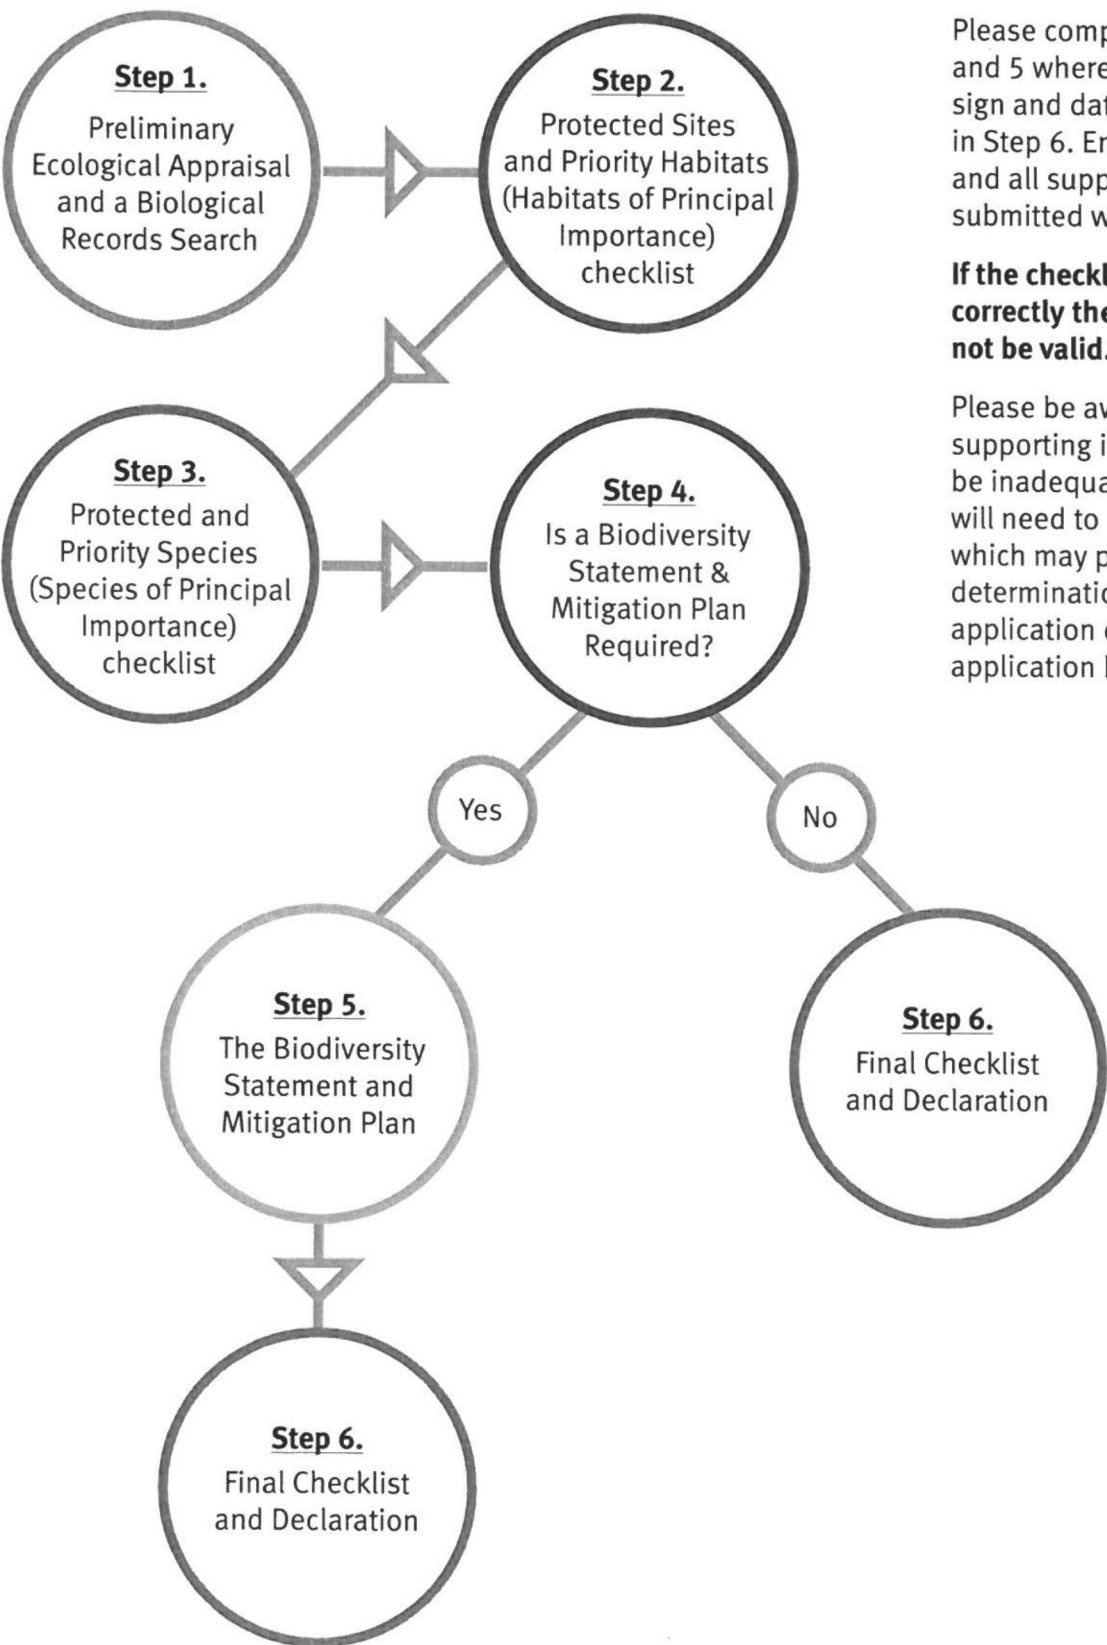 Step 1.
Preliminary
Ecological Appraisal
and a Biological
Records Search
Step 2.
Protected Sites
and Priority Habitats
(Habitats of Principal
Importance)
checklist
Step 3.
Protected and
Priority Species
(Species of Principal
Importance)
checklist
Step 4.
Is a Biodiversity
Statement &
Mitigation Plan
Required?
Yes
No
Step 5.
The Biodiversity
Statement and
Mitigation Plan
Step 6.
Final Checklist
and Declaration
Step 6.
Final Checklist
and Declaration
Please comp
and 5 where
sign and dat
in Step 6. En
and all supp
submitted w
If the checkl
correctly the
not be valid.
Please be av
supporting i
be inadequa
will need to
which may p
determinatio
application
application